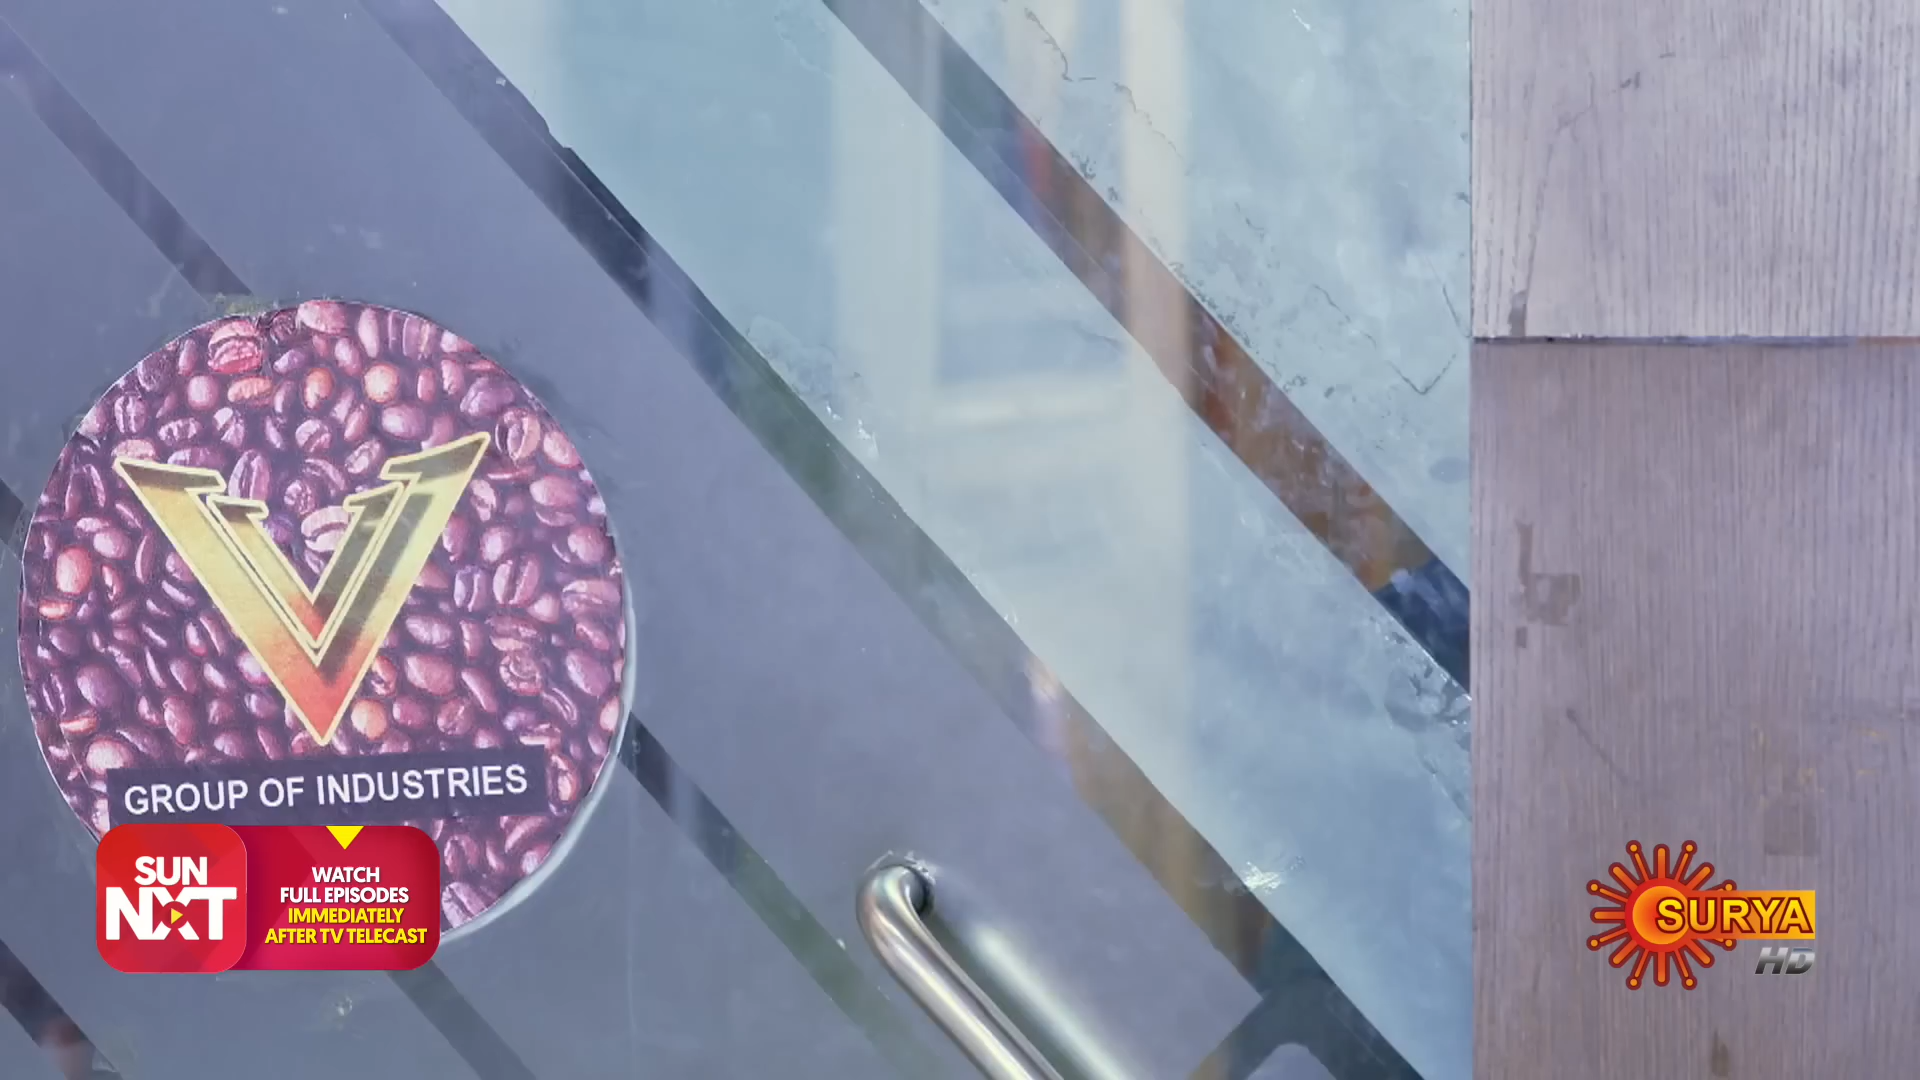 V
GROUP OF INDUSTRIES
SUN
NXT
WATCH
FULL EPISODES
IMMEDIATELY
AFTER TV TELECAST
SURYA
HD